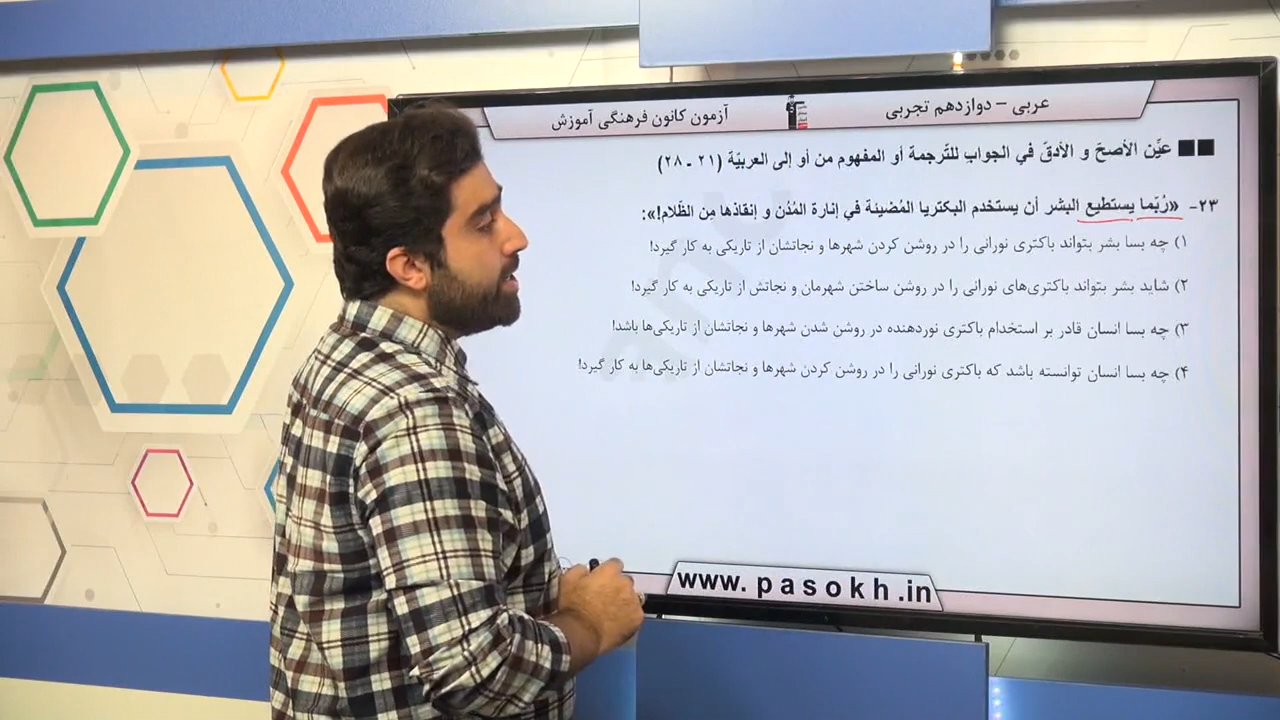 عربی – دوازدهم تجربی
آزمون کانون فرهنگی آموزش
■■ عیّن الأصحّ و الأدقّ في الجواب للتّرجمة أو المفهوم من أو إلی العربیّة (۲۱ ـ ۲۸)
۲۳- «رُبّما یستطیع البشر أن یستخدم البکتریا المُضیئة في إنارة المُدُن و إنقاذها مِن الظّلام!»:
۱) چه بسا بشر بتواند باکتری نورانی را در روشن کردن شهرها و نجاتشان از تاریکی به کار گیرد!
۲) شاید بشر بتواند باکتری‌های نورانی را در روشن ساختن شهرمان و نجاتش از تاریکی به کار گیرد!
۳) چه بسا انسان قادر بر استخدام باکتری نوردهنده در روشن شدن شهرها و نجاتشان از تاریکی‌ها باشد!
۴) چه بسا انسان توانسته باشد که باکتری نورانی را در روشن کردن شهرها و نجاتشان از تاریکی‌ها به کار گیرد!
www.pasokh.in